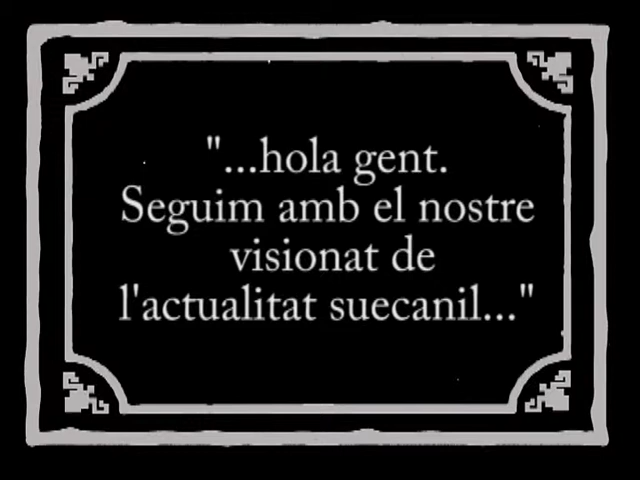 "...hola gent.
Seguim amb el nostre
visionat de
l'actualitat suecanil..."